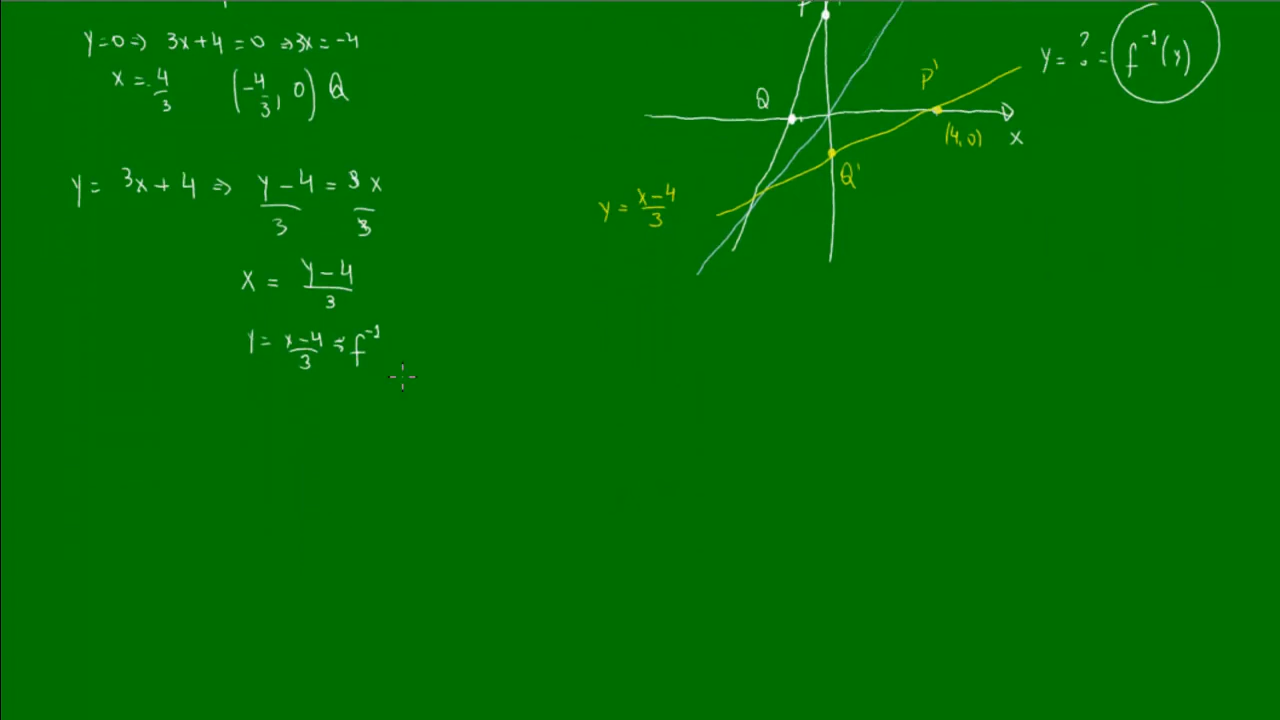 y=0 ⇒ 3x+4=0 ⇒ 3x=-4
x = -4/3 (-4/3, 0) Q
y = 3x+4 ⇒ y-4/3 = 3x/3
x = y-4/3
y = x-4/3 = f⁻¹
P
Q
P'
(4,0)
x
Q'
y = x-4/3
y = ? = f⁻¹(x)